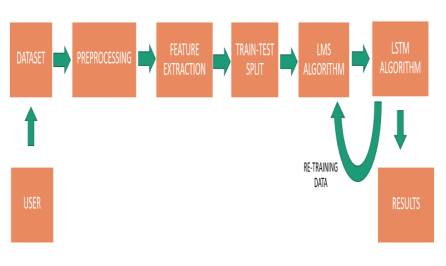 DATASET
PREPROCESSING
FEATURE
EXTRACTION
TRAIN-TEST
SPLIT
LMS
ALGORITHM
LSTM
ALGORITHM
RE-TRAINING
DATA
USER
RESULTS